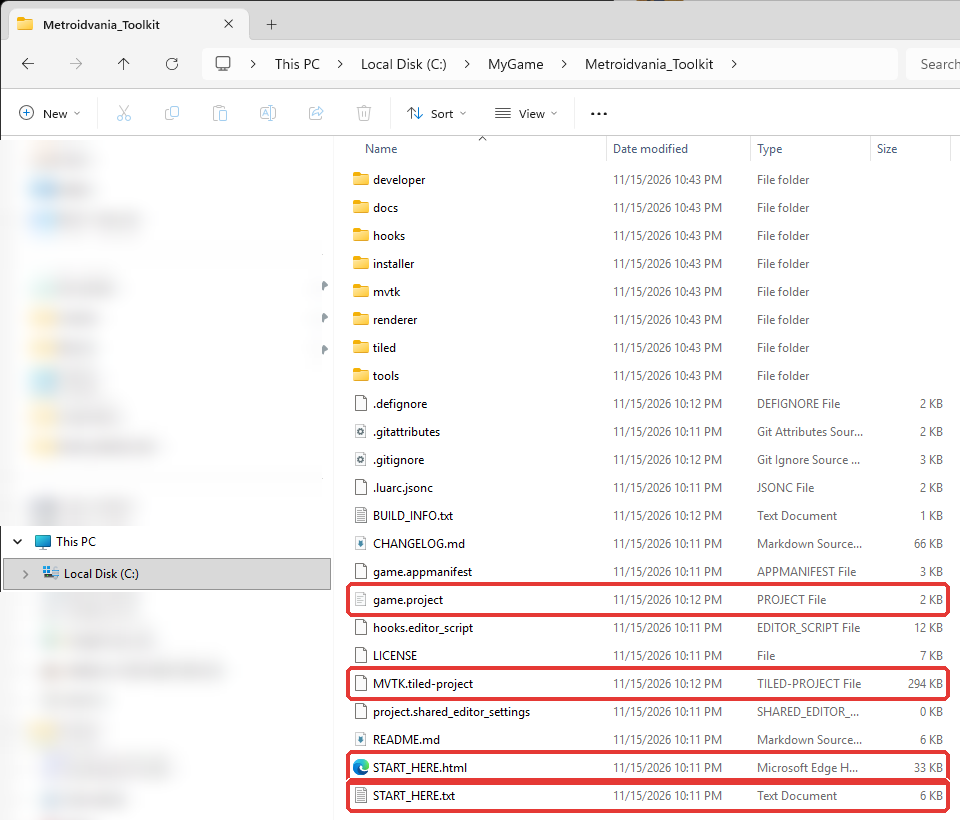 Metroidvania_Toolkit
This PC Local Disk (C:) MyGame Metroidvania_Toolkit Search
New Sort View
Name Date modified Type Size
developer 11/15/2026 10:43 PM File folder
docs 11/15/2026 10:43 PM File folder
hooks 11/15/2026 10:43 PM File folder
installer 11/15/2026 10:43 PM File folder
mvtk 11/15/2026 10:43 PM File folder
renderer 11/15/2026 10:43 PM File folder
tiled 11/15/2026 10:43 PM File folder
tools 11/15/2026 10:43 PM File folder
.defignore 11/15/2026 10:12 PM DEFIGNORE File 2 KB
.gitattributes 11/15/2026 10:11 PM Git Attributes Sour... 2 KB
.gitignore 11/15/2026 10:11 PM Git Ignore Source ... 3 KB
.luarc.jsonc 11/15/2026 10:11 PM JSONC File 2 KB
BUILD_INFO.txt 11/15/2026 10:12 PM Text Document 1 KB
CHANGELOG.md 11/15/2026 10:11 PM Markdown Source... 66 KB
game.appmanifest 11/15/2026 10:11 PM APPMANIFEST File 3 KB
game.project 11/15/2026 10:12 PM PROJECT File 2 KB
hooks.editor_script 11/15/2026 10:11 PM EDITOR_SCRIPT File 12 KB
LICENSE 11/15/2026 10:11 PM File 7 KB
MVTK.tiled-project 11/15/2026 10:12 PM TILED-PROJECT File 294 KB
project.shared_editor_settings 11/15/2026 10:11 PM SHARED_EDITOR_... 0 KB
README.md 11/15/2026 10:11 PM Markdown Source... 6 KB
START_HERE.html 11/15/2026 10:11 PM Microsoft Edge H... 33 KB
START_HERE.txt 11/15/2026 10:11 PM Text Document 6 KB
This PC
Local Disk (C:)